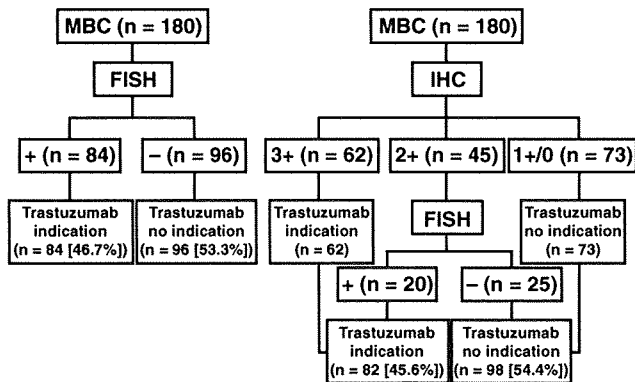 MBC (n = 180)
FISH
+ (n = 84)
− (n = 96)
Trastuzumab
indication
(n = 84 [46.7%])
Trastuzumab
no indication
(n = 96 [53.3%])
MBC (n = 180)
IHC
3+ (n = 62)
2+ (n = 45)
1+/0 (n = 73)
Trastuzumab
indication
(n = 62)
FISH
Trastuzumab
no indication
(n = 73)
+ (n = 20)
− (n = 25)
Trastuzumab
indication
(n = 82 [45.6%])
Trastuzumab
no indication
(n = 98 [54.4%])